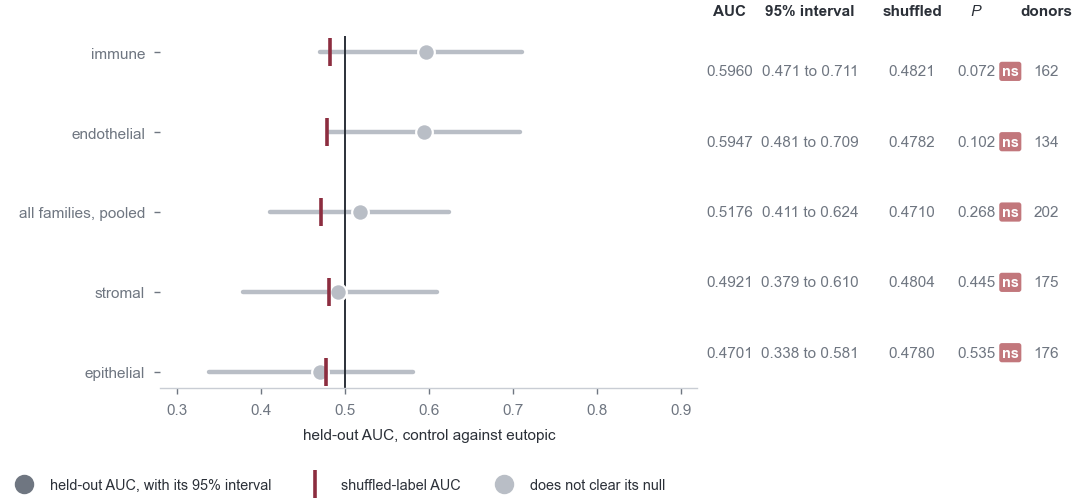 AUC 95% interval shuffled P donors
immune 0.5960 0.471 to 0.711 0.4821 0.072 ns 162
endothelial 0.5947 0.481 to 0.709 0.4782 0.102 ns 134
all families, pooled 0.5176 0.411 to 0.624 0.4710 0.268 ns 202
stromal 0.4921 0.379 to 0.610 0.4804 0.445 ns 175
epithelial 0.4701 0.338 to 0.581 0.4780 0.535 ns 176
0.3 0.4 0.5 0.6 0.7 0.8 0.9
held-out AUC, control against eutopic
held-out AUC, with its 95% interval shuffled-label AUC does not clear its null